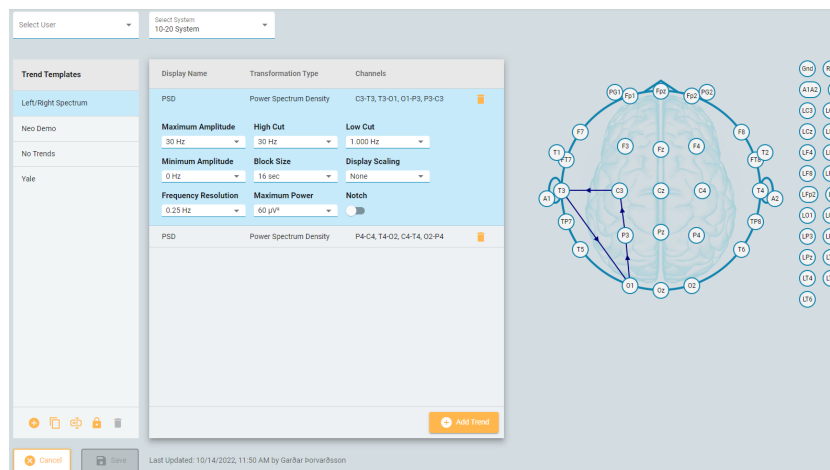 Select User
Select System
10-20 System
Trend Templates
Left/Right Spectrum
Neo Demo
No Trends
Yale
Display Name Transformation Type Channels
PSD Power Spectrum Density C3-T3, T3-O1, O1-P3, P3-C3
Maximum Amplitude High Cut Low Cut
30 Hz 30 Hz 1.000 Hz
Minimum Amplitude Block Size Display Scaling
0 Hz 16 sec None
Frequency Resolution Maximum Power Notch
0.25 Hz 60 μV²
PSD Power Spectrum Density P4-C4, T4-O2, C4-T4, O2-P4
Add Trend
Cancel Save Last Updated: 10/14/2022, 11:50 AM by Garðar Þorvarðsson
PG1 Fp1 Fpz Fp2 PG2
F7 F8
F3 Fz F4
T1 T2
FT7 FT8
A1 T3 C3 Cz C4 T4 A2
TP7 TP8
P3 Pz P4
T5 T6
O1 Oz O2
Gnd
A1A2
LC3
LCz
LF4
LF8
LFp2
LO1
LP3
LPz
LT4
LT6